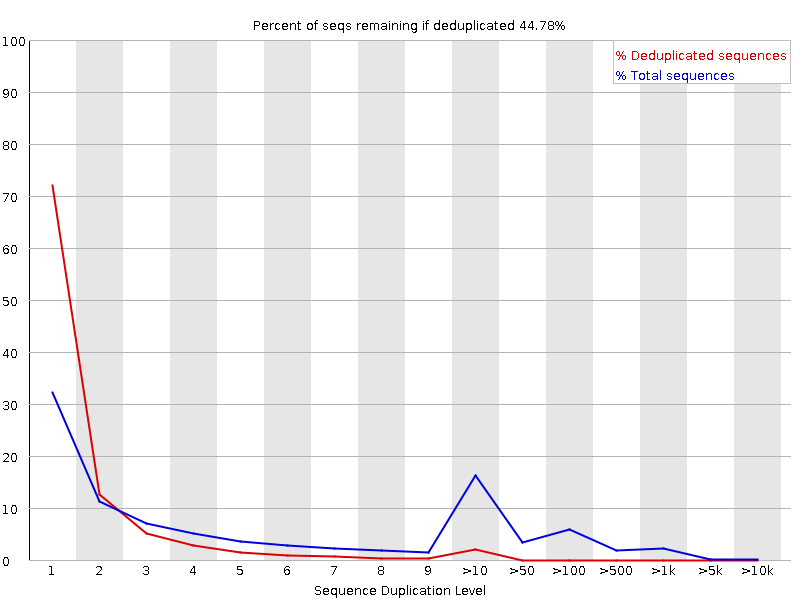 Percent of seqs remaining if deduplicated 44.78%
% Deduplicated sequences
% Total sequences
100
90
80
70
60
50
40
30
20
10
0
1 2 3 4 5 6 7 8 9 >10 >50 >100 >500 >1k >5k >10k
Sequence Duplication Level